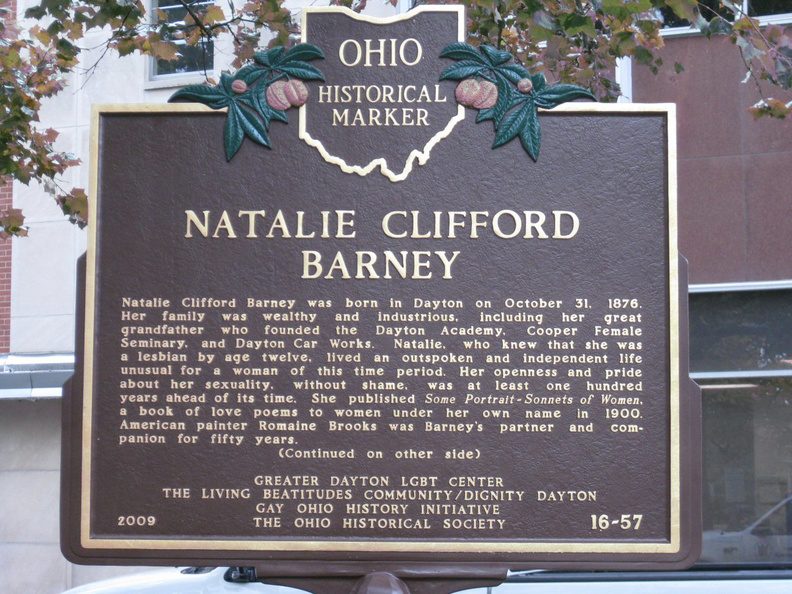 OHIO
HISTORICAL
MARKER
NATALIE CLIFFORD
BARNEY
Natalie Clifford Barney was born in Dayton on October 31, 1876.
Her family was wealthy and industrious, including her great
grandfather who founded the Dayton Academy, Cooper Female
Seminary, and Dayton Car Works. Natalie, who knew that she was
a lesbian by age twelve, lived an outspoken and independent life
unusual for a woman of this time period. Her openness and pride
about her sexuality, without shame, was at least one hundred
years ahead of its time. She published Some Portrait-Sonnets of Women,
a book of love poems to women under her own name in 1900.
American painter Romaine Brooks was Barney's partner and com-
panion for fifty years.
(Continued on other side)
GREATER DAYTON LGBT CENTER
THE LIVING BEATITUDES COMMUNITY/DIGNITY DAYTON
GAY OHIO HISTORY INITIATIVE
THE OHIO HISTORICAL SOCIETY
2009
16-57